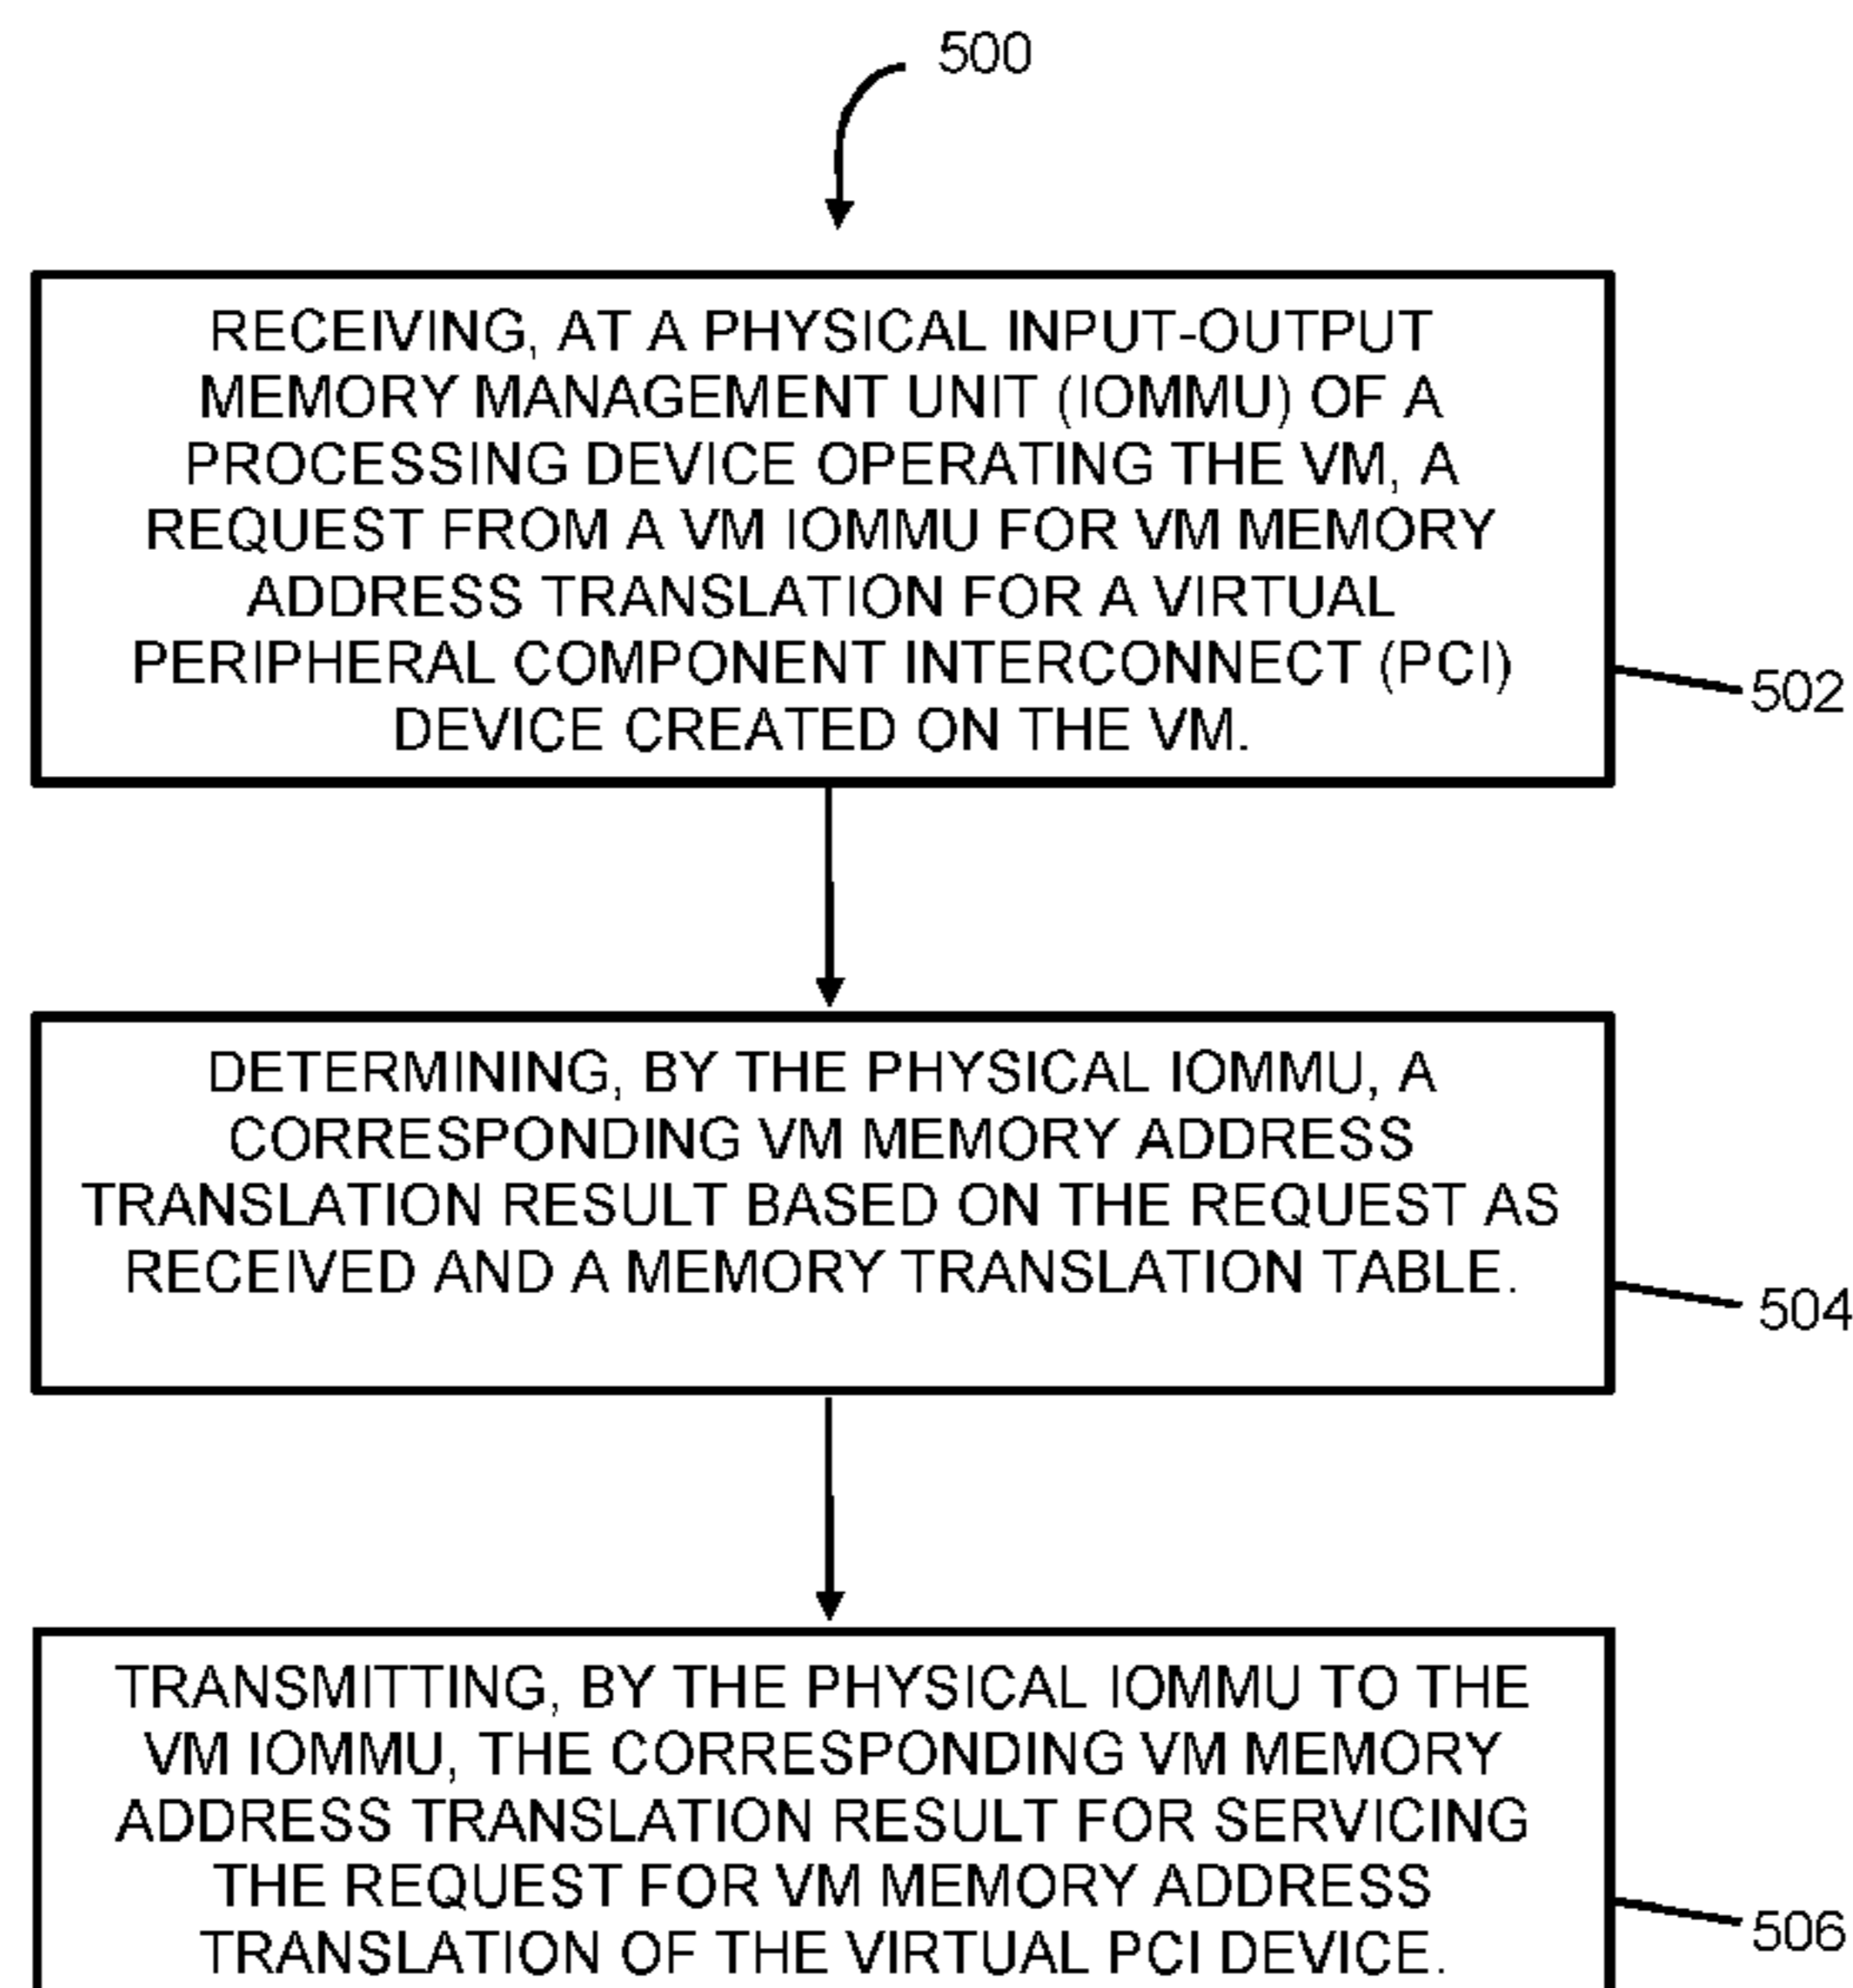 500
RECEIVING, AT A PHYSICAL INPUT-OUTPUT
MEMORY MANAGEMENT UNIT (IOMMU) OF A
PROCESSING DEVICE OPERATING THE VM, A
REQUEST FROM A VM IOMMU FOR VM MEMORY
ADDRESS TRANSLATION FOR A VIRTUAL
PERIPHERAL COMPONENT INTERCONNECT (PCI)
DEVICE CREATED ON THE VM.
502
DETERMINING, BY THE PHYSICAL IOMMU, A
CORRESPONDING VM MEMORY ADDRESS
TRANSLATION RESULT BASED ON THE REQUEST AS
RECEIVED AND A MEMORY TRANSLATION TABLE.
504
TRANSMITTING, BY THE PHYSICAL IOMMU TO THE
VM IOMMU, THE CORRESPONDING VM MEMORY
ADDRESS TRANSLATION RESULT FOR SERVICING
THE REQUEST FOR VM MEMORY ADDRESS
TRANSLATION OF THE VIRTUAL PCI DEVICE.
506